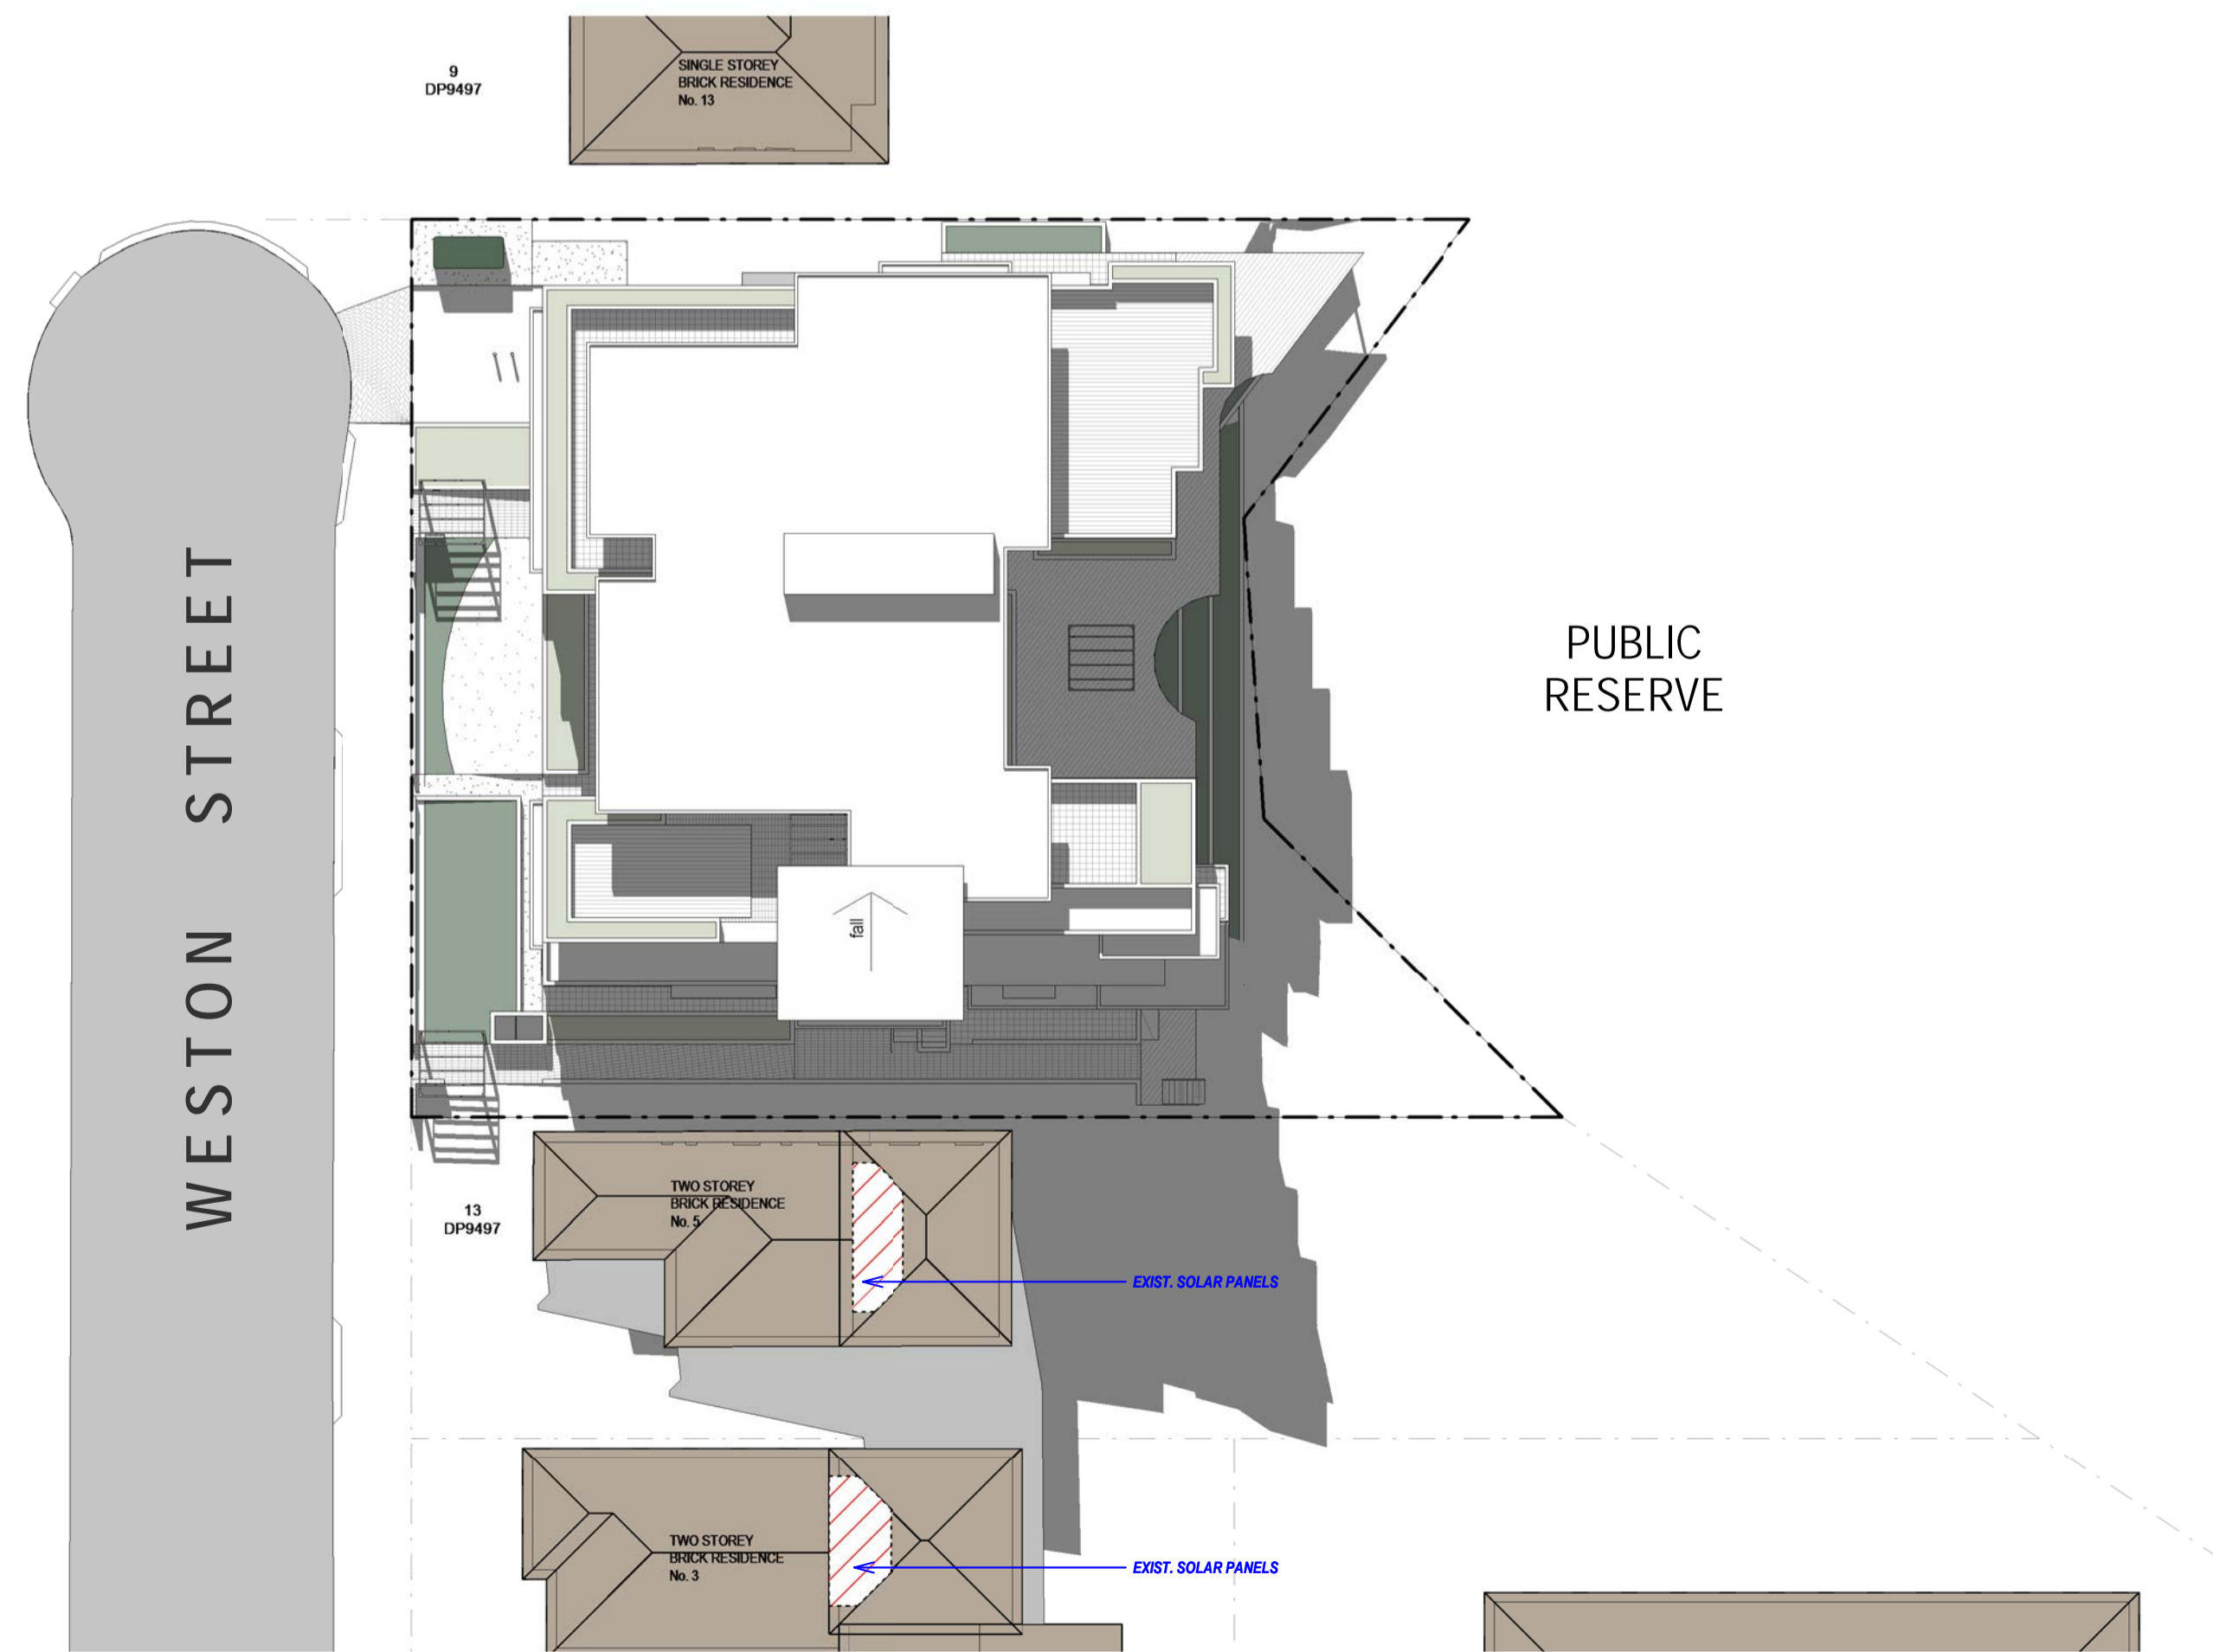 SINGLE STOREY
BRICK RESIDENCE
No. 13
9
DP9497
WESTON STREET
PUBLIC
RESERVE
fall
TWO STOREY
BRICK RESIDENCE
No. 5
13
DP9497
EXIST. SOLAR PANELS
TWO STOREY
BRICK RESIDENCE
No. 3
EXIST. SOLAR PANELS